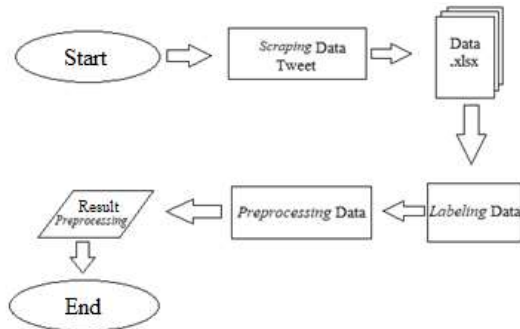 Start
Scraping Data
Tweet
Data
.xlsx
Labeling Data
Preprocessing Data
Result
Preprocessing
End